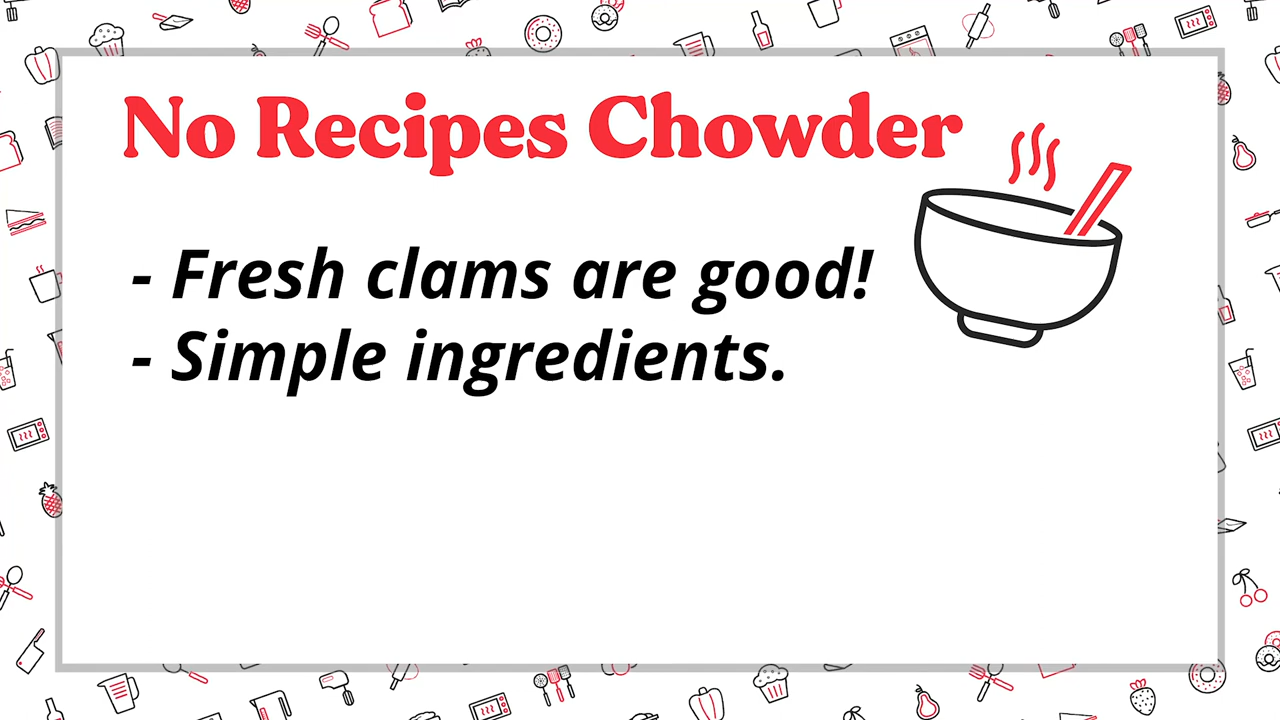 No Recipes Chowder
- Fresh clams are good!
- Simple ingredients.